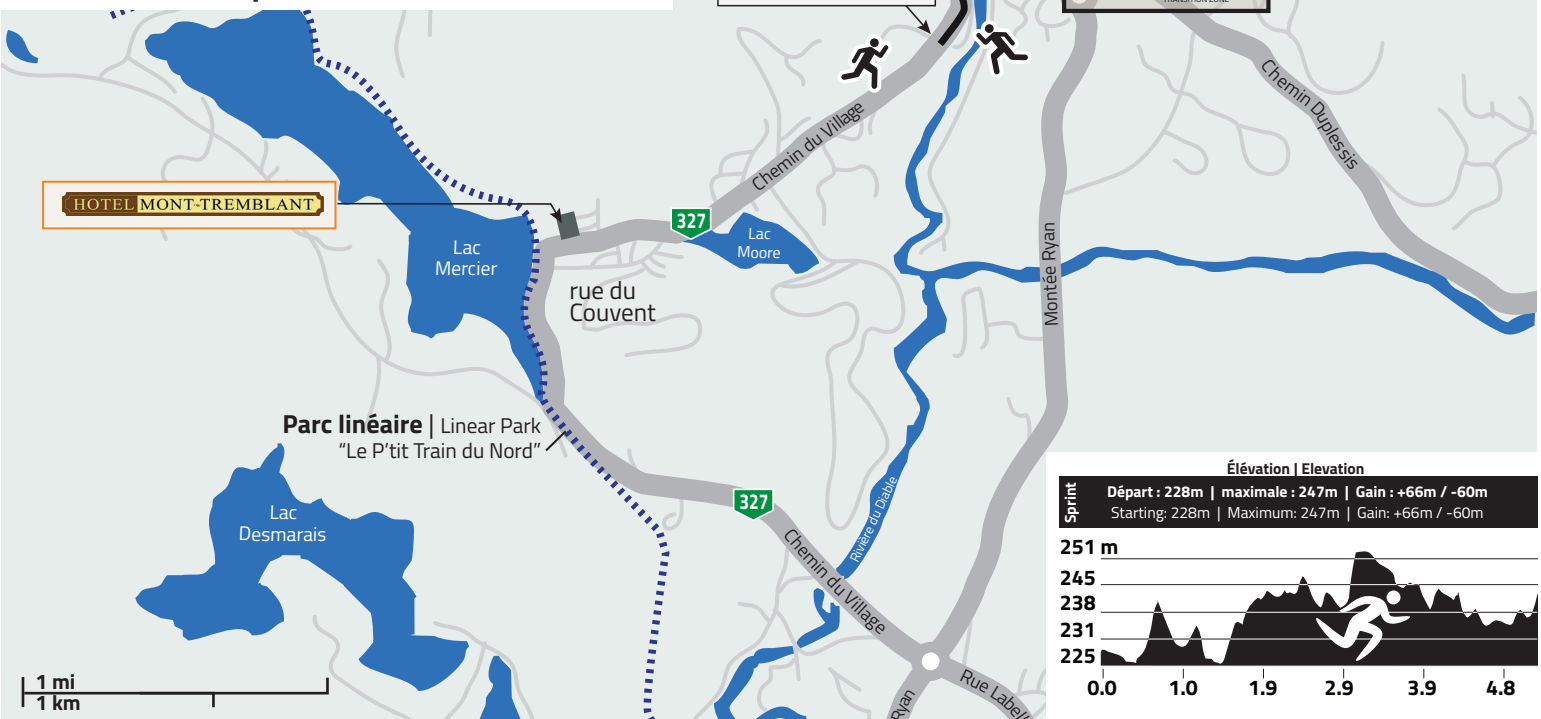 TRANSITION ZONE
Chemin Duplessis
Chemin du Village
HOTEL MONT-TREMBLANT
327
Lac
Moore
Lac
Mercier
Montée Ryan
rue du
Couvent
Parc linéaire | Linear Park
“Le P'tit Train du Nord”
327
Lac
Desmarais
Rivière du Diable
Chemin du Village
Ryan
Rue Labell
1 mi
1 km
Élévation | Elevation
Sprint
Départ : 228m | maximale : 247m | Gain : +66m / -60m
Starting: 228m | Maximum: 247m | Gain: +66m / -60m
251 m
245
238
231
225
0.0 1.0 1.9 2.9 3.9 4.8